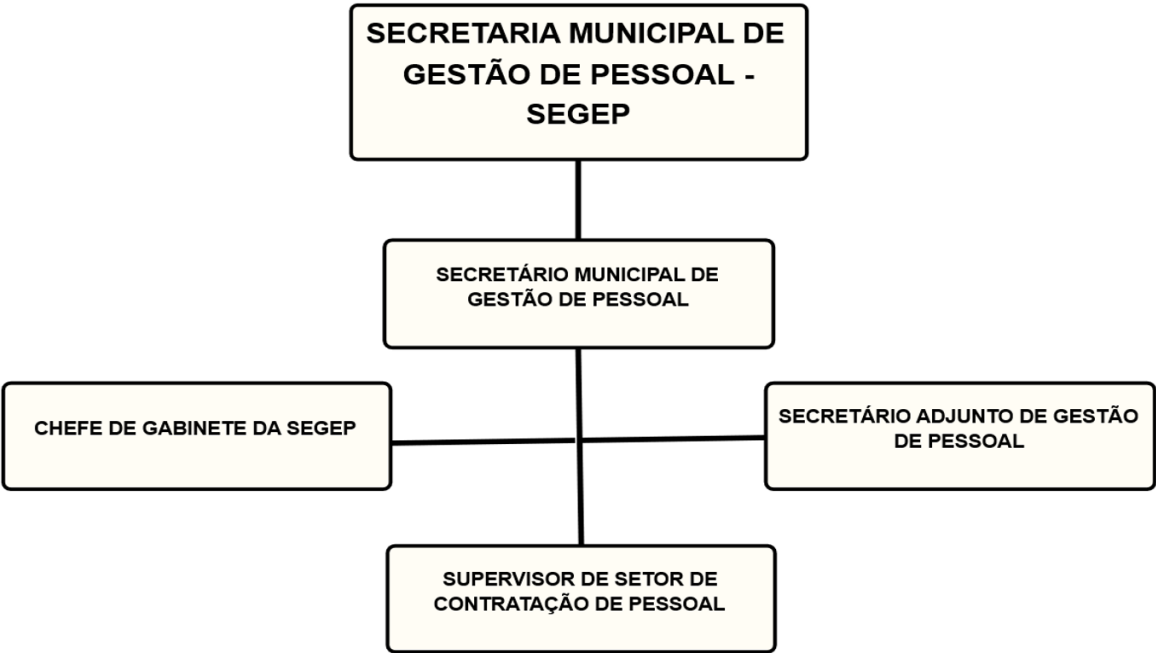 SECRETARIA MUNICIPAL DE
GESTÃO DE PESSOAL -
SEGEP
SECRETÁRIO MUNICIPAL DE
GESTÃO DE PESSOAL
CHEFE DE GABINETE DA SEGEP
SECRETÁRIO ADJUNTO DE GESTÃO
DE PESSOAL
SUPERVISOR DE SETOR DE
CONTRATAÇÃO DE PESSOAL